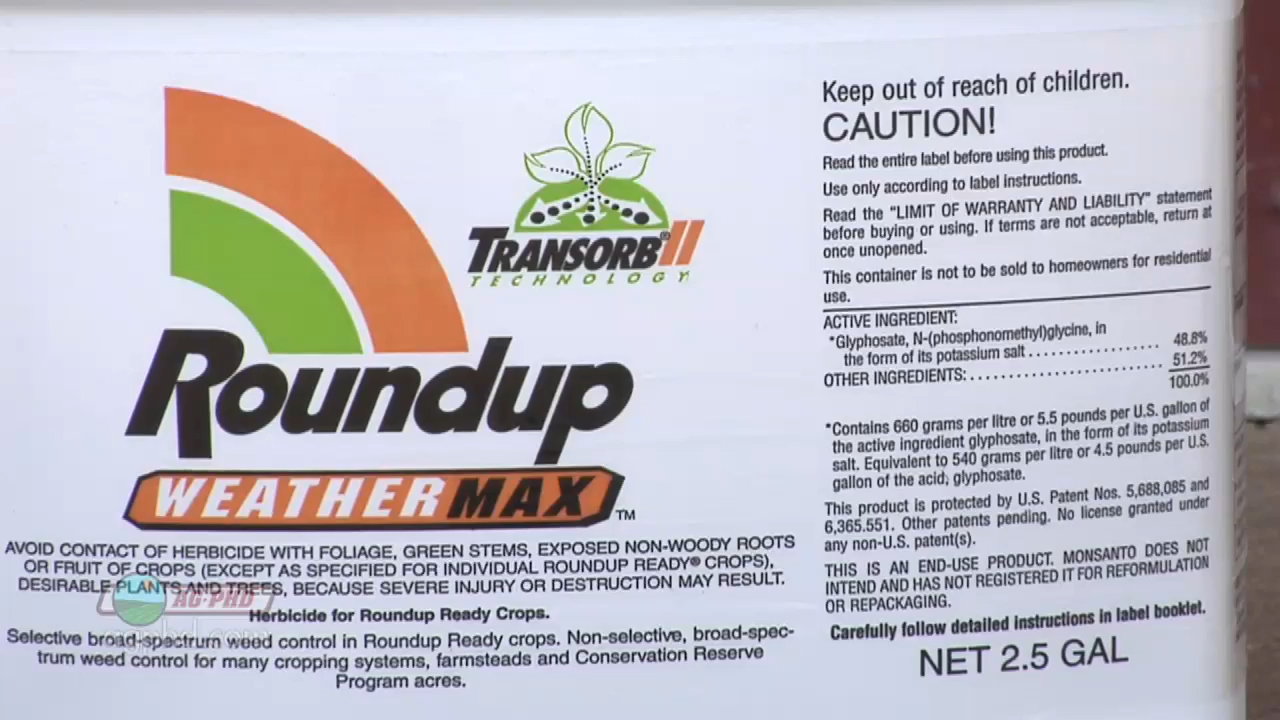 TRANSORB® II
TECHNOLOGY
Roundup
WEATHERMAX™
AVOID CONTACT OF HERBICIDE WITH FOLIAGE, GREEN STEMS, EXPOSED NON-WOODY ROOTS
OR FRUIT OF CROPS (EXCEPT AS SPECIFIED FOR INDIVIDUAL ROUNDUP READY® CROPS),
DESIRABLE PLANTS AND TREES, BECAUSE SEVERE INJURY OR DESTRUCTION MAY RESULT.
AG-PHD
agphd.com
Herbicide for Roundup Ready Crops.
Selective broad-spectrum weed control in Roundup Ready crops. Non-selective, broad-spec-
trum weed control for many cropping systems, farmsteads and Conservation Reserve
Program acres.
Keep out of reach of children.
CAUTION!
Read the entire label before using this product.
Use only according to label instructions.
Read the "LIMIT OF WARRANTY AND LIABILITY" statement
before buying or using. If terms are not acceptable, return at
once unopened.
This container is not to be sold to homeowners for residential
use.
ACTIVE INGREDIENT:
*Glyphosate, N-(phosphonomethyl)glycine, in
the form of its potassium salt . . . . . . . . . . . . . . . . . 48.8%
OTHER INGREDIENTS: . . . . . . . . . . . . . . . . . . . . . . . . 51.2%
100.0%
*Contains 660 grams per litre or 5.5 pounds per U.S. gallon of
the active ingredient glyphosate, in the form of its potassium
salt. Equivalent to 540 grams per litre or 4.5 pounds per U.S.
gallon of the acid, glyphosate.
This product is protected by U.S. Patent Nos. 5,688,085 and
6,365.551. Other patents pending. No license granted under
any non-U.S. patent(s).
THIS IS AN END-USE PRODUCT. MONSANTO DOES NOT
INTEND AND HAS NOT REGISTERED IT FOR REFORMULATION
OR REPACKAGING.
Carefully follow detailed instructions in label booklet.
NET 2.5 GAL